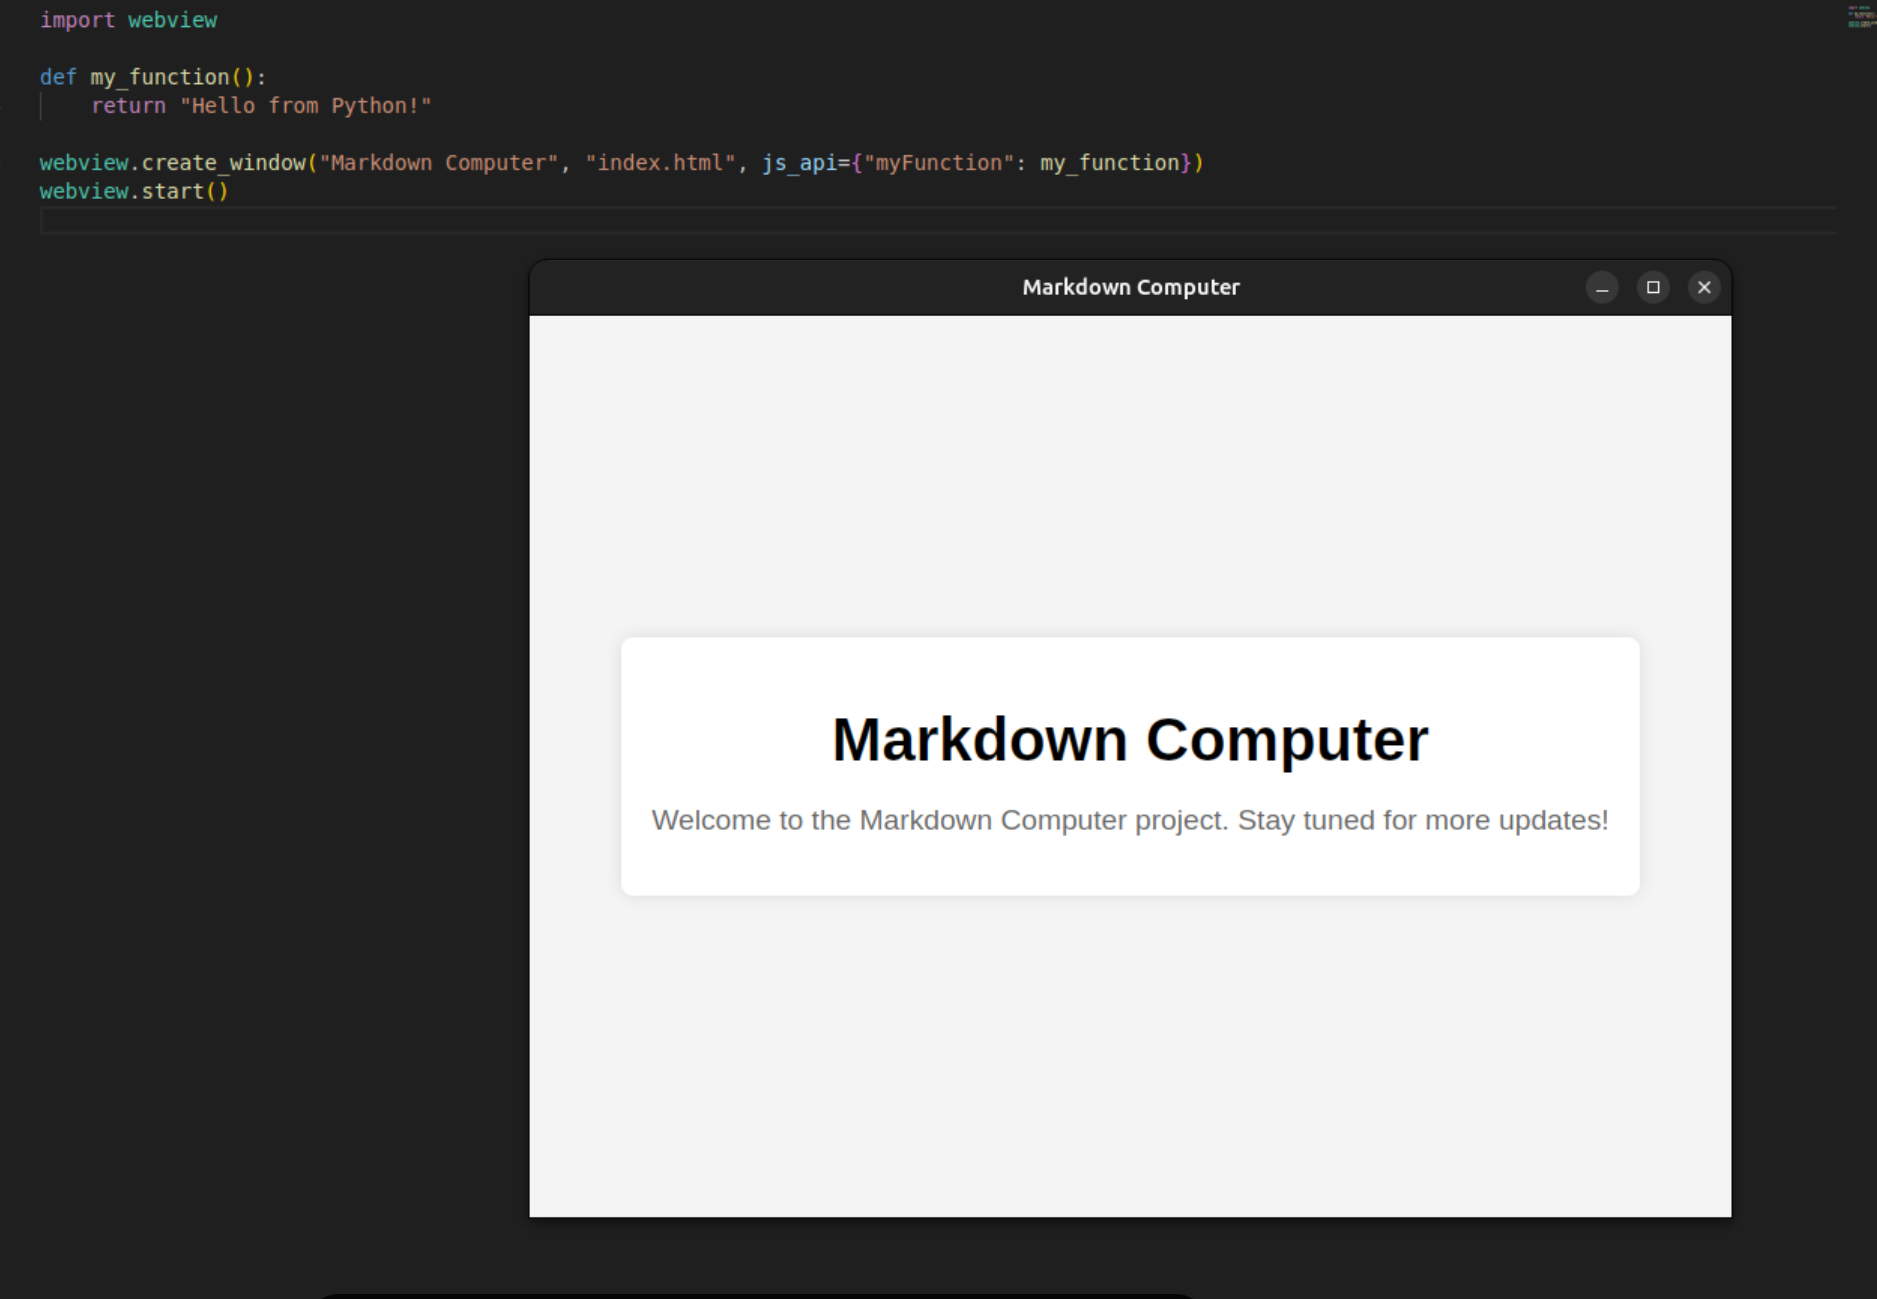 import webview
def my_function():
    return "Hello from Python!"
webview.create_window("Markdown Computer", "index.html", js_api={"myFunction": my_function})
webview.start()
Markdown Computer
Markdown Computer
Welcome to the Markdown Computer project. Stay tuned for more updates!